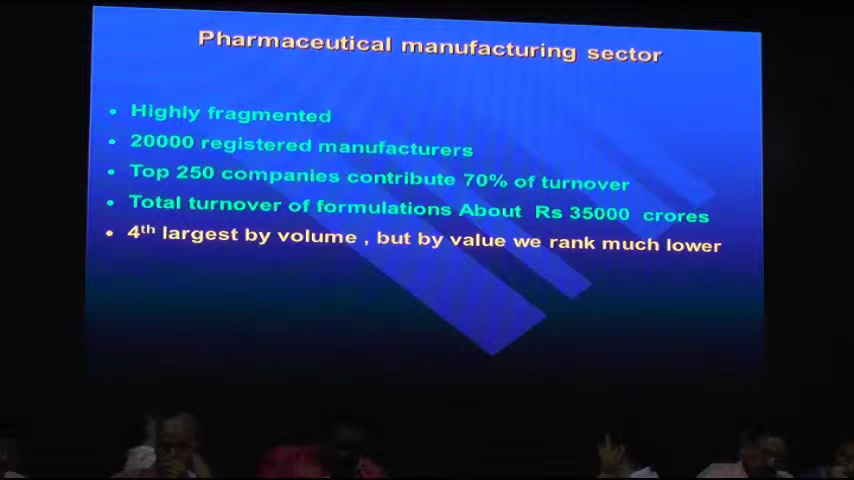 Pharmaceutical manufacturing sector
• Highly fragmented
• 20000 registered manufacturers
• Top 250 companies contribute 70% of turnover
• Total turnover of formulations About Rs 35000 crores
• 4th largest by volume , but by value we rank much lower